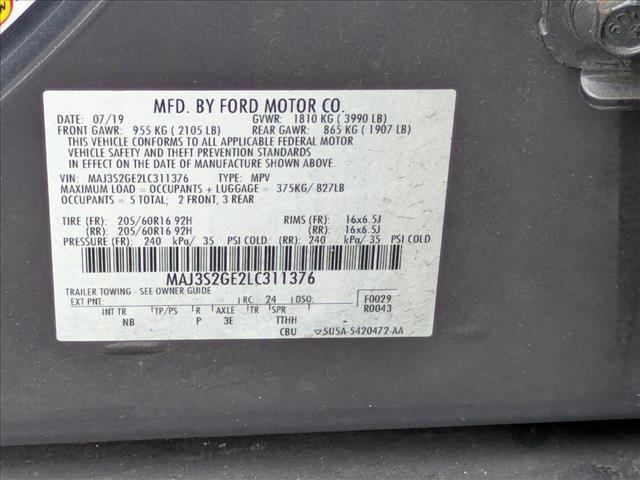 MFD. BY FORD MOTOR CO.
DATE: 07/19 GVWR: 1810 KG ( 3990 LB)
FRONT GAWR: 955 KG ( 2105 LB) REAR GAWR: 865 KG ( 1907 LB)
THIS VEHICLE CONFORMS TO ALL APPLICABLE FEDERAL MOTOR
VEHICLE SAFETY AND THEFT PREVENTION STANDARDS
IN EFFECT ON THE DATE OF MANUFACTURE SHOWN ABOVE.
VIN: MAJ3S2GE2LC311376 TYPE: MPV
MAXIMUM LOAD = OCCUPANTS + LUGGAGE = 375KG/ 827LB
OCCUPANTS = 5 TOTAL; 2 FRONT, 3 REAR
TIRE (FR): 205/60R16 92H RIMS (FR): 16x6.5J
(RR): 205/60R16 92H (RR): 16x6.5J
PRESSURE (FR): 240 kPa/ 35 PSI COLD (RR): 240 kPa/ 35 PSI COLD
MAJ3S2GE2LC311376
TRAILER TOWING - SEE OWNER GUIDE
EXT PNT: RC: 24 DSO: F0029
INT TR TP/PS R AXLE TR SPR R0043
NB P 3E TTHH -
CBU ▽5U5A-5420472-AA